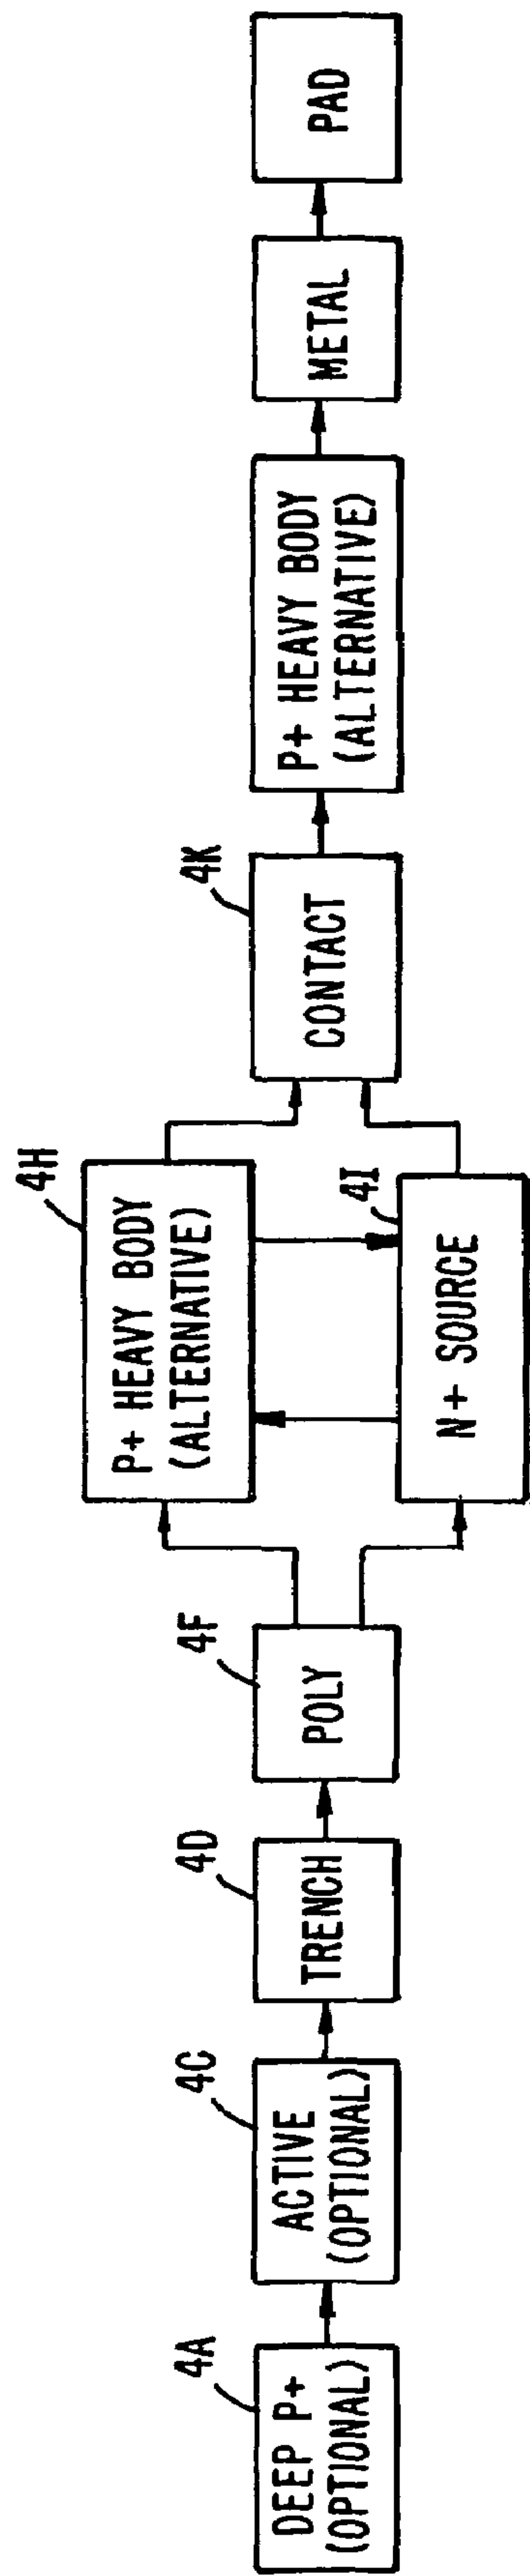 4A
DEEP P+
(OPTIONAL)
4C
ACTIVE
(OPTIONAL)
4D
TRENCH
4F
POLY
4H
P+ HEAVY BODY
(ALTERNATIVE)
4I
N+ SOURCE
4K
CONTACT
P+ HEAVY BODY
(ALTERNATIVE)
METAL
PAD